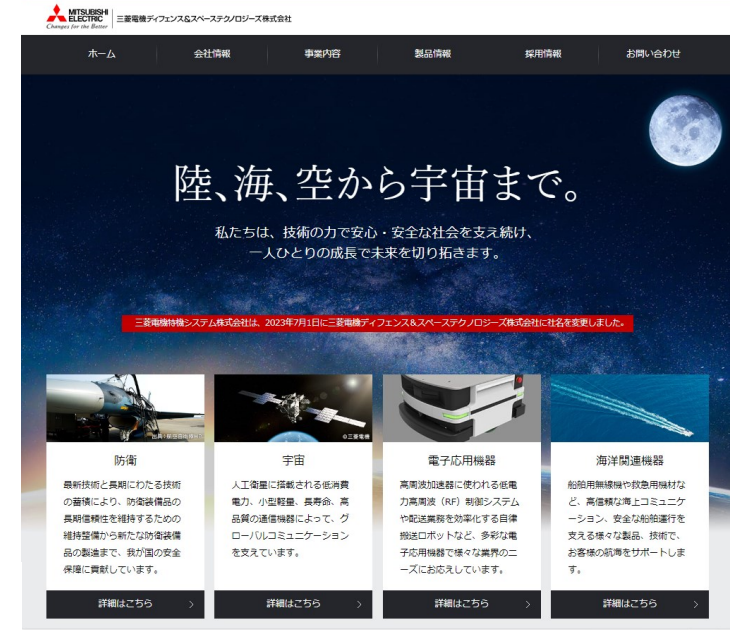 MITSUBISHI
ELECTRIC
Changes for the Better
三菱電機ディフェンス&スペーステクノロジーズ株式会社
ホーム
会社情報
事業内容
製品情報
採用情報
お問い合わせ
陸、海、空から宇宙まで。
私たちは、技術の力で安心・安全な社会を支え続け、
一人ひとりの成長で未来を切り拓きます。
三菱電機特機システム株式会社は、2023年7月1日に三菱電機ディフェンス&スペーステクノロジーズ株式会社に社名を変更しました。
防衛
最新技術と長期にわたる技術
の蓄積により、防衛装備品の
長期信頼性を維持するための
維持整備から新たな防衛装備
品の製造まで、我が国の安全
保障に貢献しています。
詳細はこちら
©三菱電機
宇宙
人工衛星に搭載される低消費
電力、小型軽量、長寿命、高
品質の通信機器によって、グ
ローバルコミュニケーション
を支えています。
詳細はこちら
電子応用機器
高周波加速器に使われる低電
力高周波（RF）制御システム
や配送業務を効率化する自律
搬送ロボットなど、多彩な電
子応用機器で様々な業界のニ
ーズにお応えしています。
詳細はこちら
海洋関連機器
船舶用無線機や救急用機材な
ど、高信頼な海上コミュニケ
ーション、安全な船舶運行を
支える様々な製品、技術で、
お客様の航海をサポートしま
す。
詳細はこちら